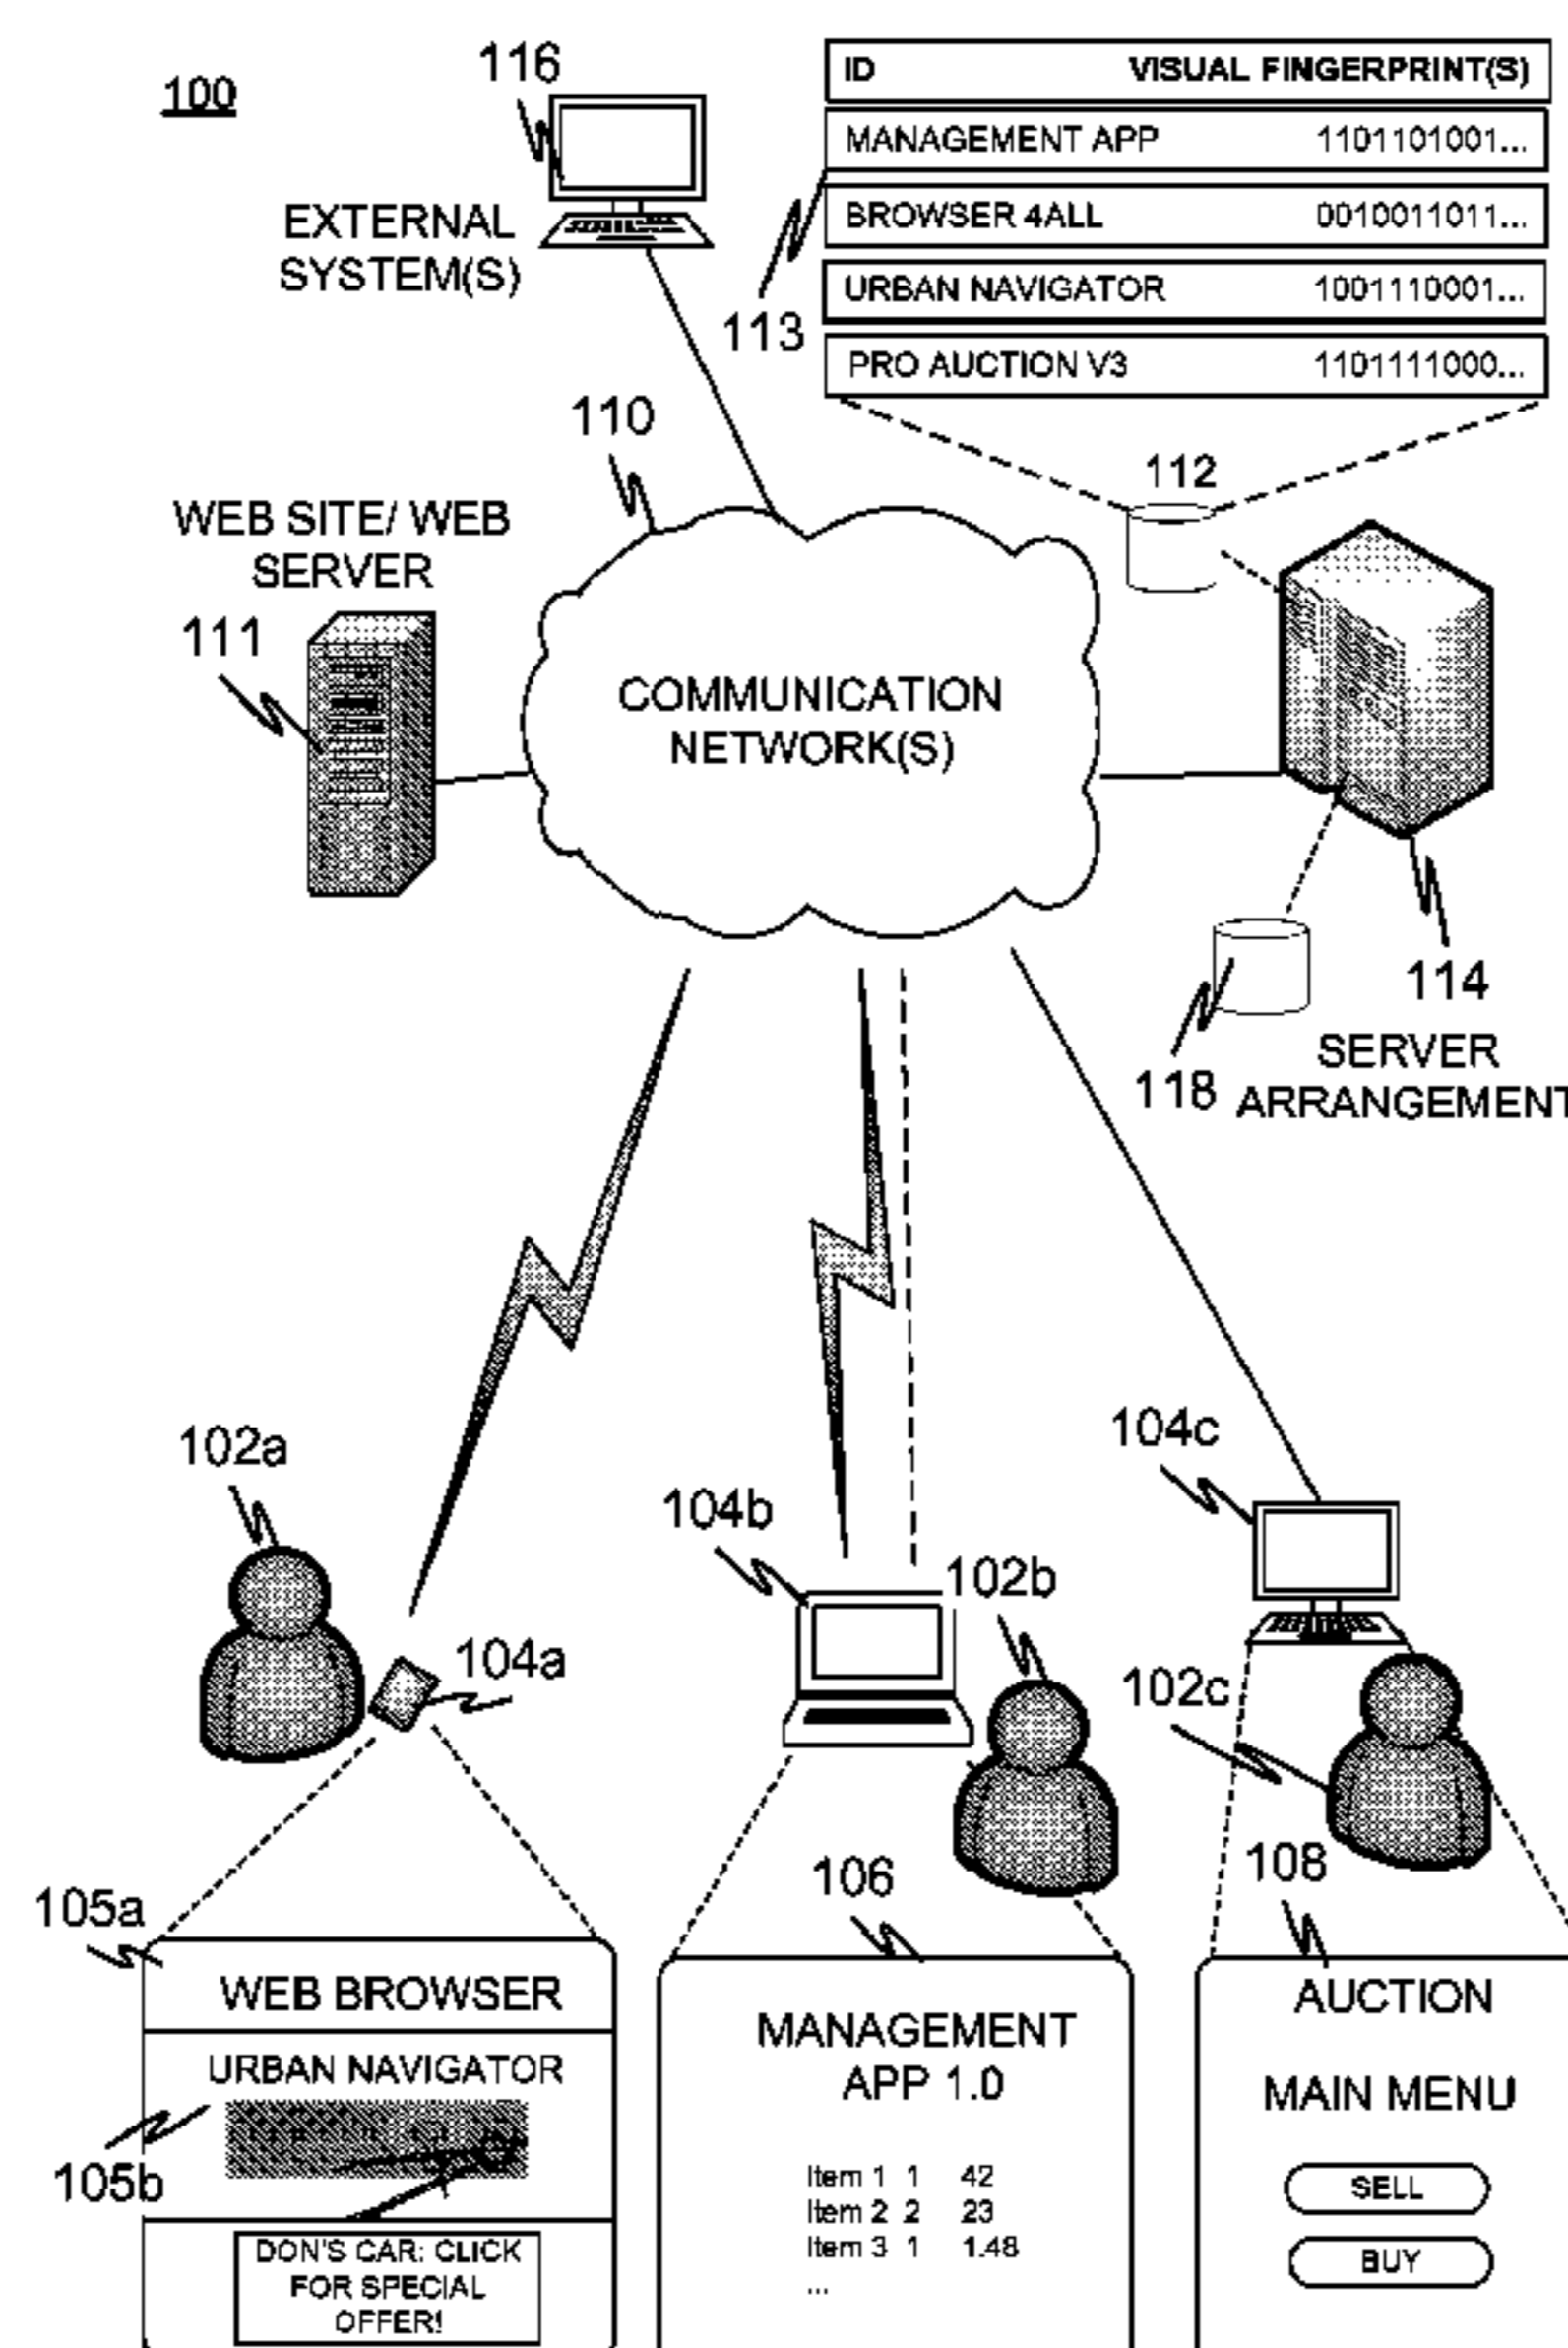 100
116
EXTERNAL
SYSTEM(S)
ID VISUAL FINGERPRINT(S)
MANAGEMENT APP 1101101001...
BROWSER 4ALL 0010011011...
URBAN NAVIGATOR 1001110001...
PRO AUCTION V3 1101111000...
113
110
112
WEB SITE/ WEB
SERVER
111
COMMUNICATION
NETWORK(S)
114
SERVER
ARRANGEMENT
118
102a
104a
104b
102b
104c
102c
105a
WEB BROWSER
URBAN NAVIGATOR
105b
DON'S CAR: CLICK
FOR SPECIAL
OFFER!
106
MANAGEMENT
APP 1.0
Item 1 1 42
Item 2 2 23
Item 3 1 1.48
...
108
AUCTION
MAIN MENU
SELL
BUY